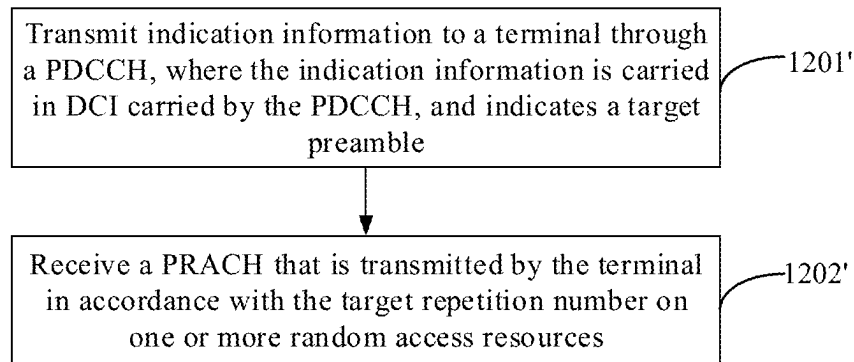 Transmit indication information to a terminal through
a PDCCH, where the indication information is carried
in DCI carried by the PDCCH, and indicates a target
preamble
1201'
Receive a PRACH that is transmitted by the terminal
in accordance with the target repetition number on
one or more random access resources
1202'